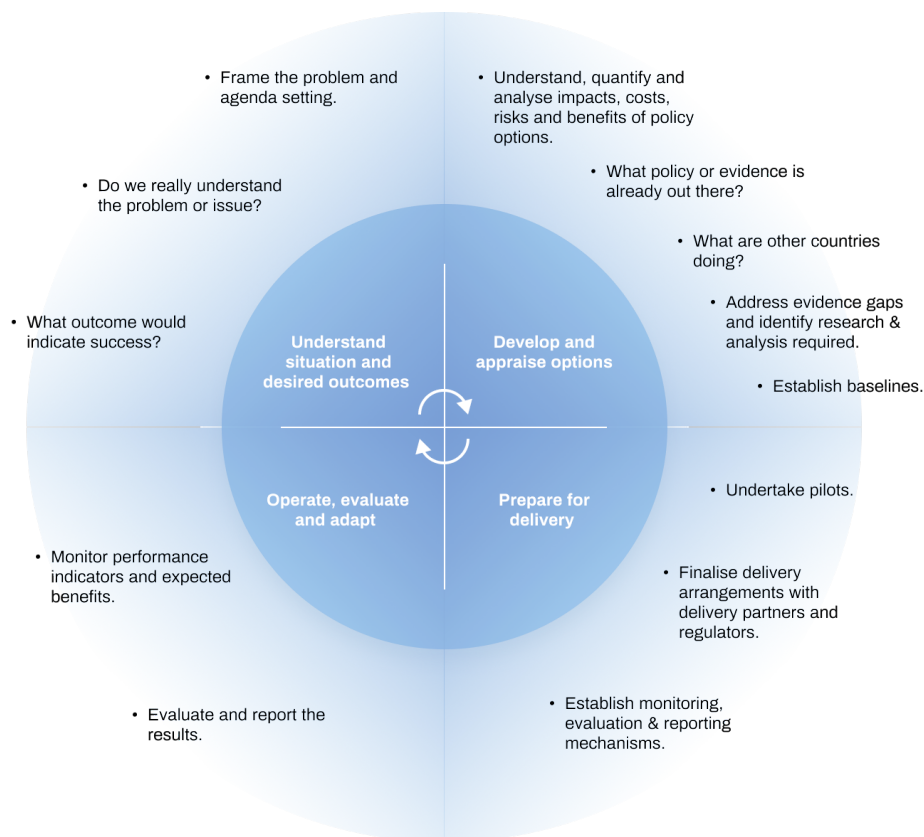 • Frame the problem and
agenda setting.
• Do we really understand
the problem or issue?
• What outcome would
indicate success?
• Understand, quantify and
analyse impacts, costs,
risks and benefits of policy
options.
• What policy or evidence is
already out there?
• What are other countries
doing?
• Address evidence gaps
and identify research &
analysis required.
• Establish baselines.
Understand
situation and
desired outcomes
Develop and
appraise options
Operate, evaluate
and adapt
Prepare for
delivery
• Undertake pilots.
• Finalise delivery
arrangements with
delivery partners and
regulators.
• Establish monitoring,
evaluation & reporting
mechanisms.
• Monitor performance
indicators and expected
benefits.
• Evaluate and report the
results.